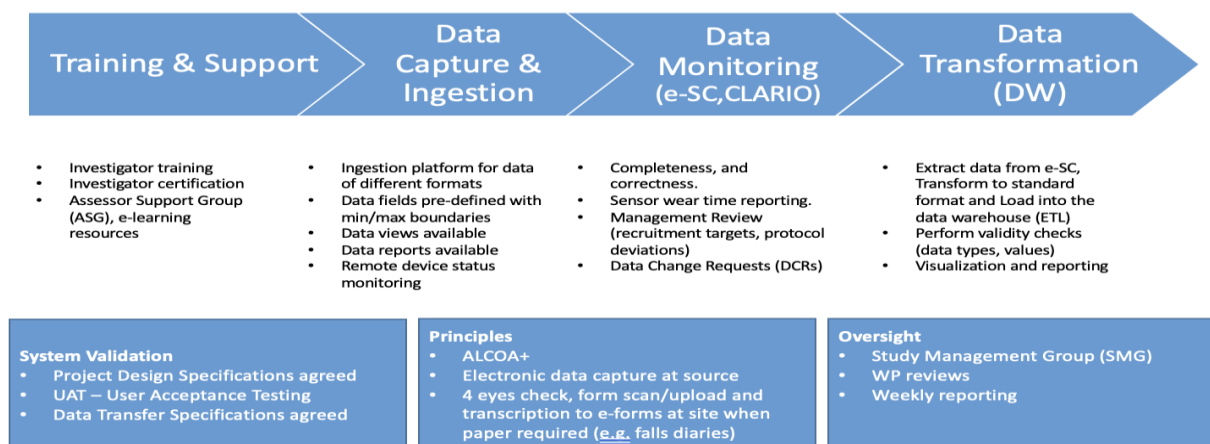 Training & Support
Data
Capture &
Ingestion
Data
Monitoring
(e-SC,CLARIO)
Data
Transformation
(DW)
• Investigator training
• Investigator certification
• Assessor Support Group
(ASG), e-learning
resources
• Ingestion platform for data
of different formats
• Data fields pre-defined with
min/max boundaries
• Data views available
• Data reports available
• Remote device status
monitoring
• Completeness, and
correctness.
• Sensor wear time reporting.
• Management Review
(recruitment targets, protocol
deviations)
• Data Change Requests (DCRs)
• Extract data from e-SC,
Transform to standard
format and Load into the
data warehouse (ETL)
• Perform validity checks
(data types, values)
• Visualization and reporting
System Validation
• Project Design Specifications agreed
• UAT – User Acceptance Testing
• Data Transfer Specifications agreed
Principles
• ALCOA+
• Electronic data capture at source
• 4 eyes check, form scan/upload and
transcription to e-forms at site when
paper required (e.g. falls diaries)
Oversight
• Study Management Group (SMG)
• WP reviews
• Weekly reporting